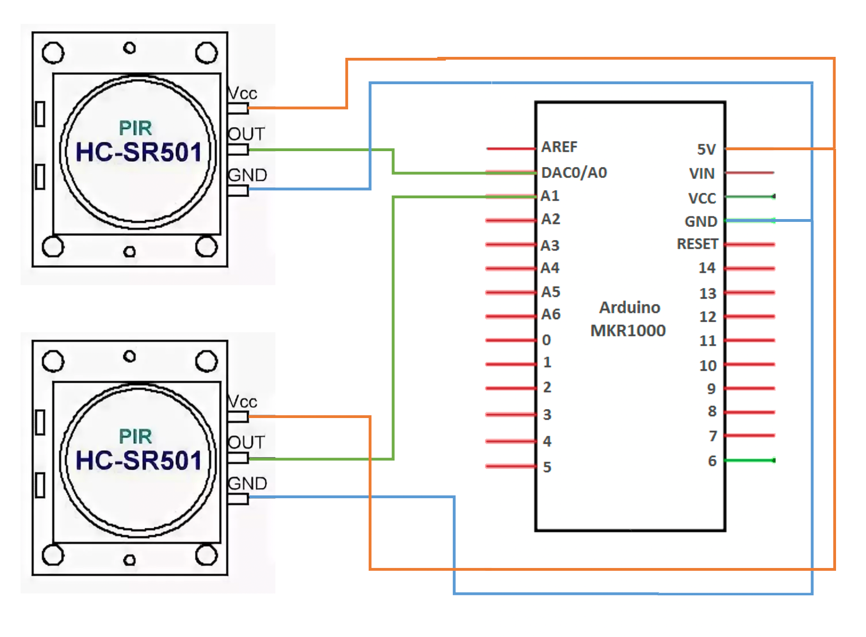 Vcc
PIR
OUT
HC-SR501
GND
Vcc
PIR
OUT
HC-SR501
GND
AREF
DAC0/A0
A1
A2
A3
A4
A5
A6
0
1
2
3
4
5
Arduino
MKR1000
5V
VIN
VCC
GND
RESET
14
13
12
11
10
9
8
7
6